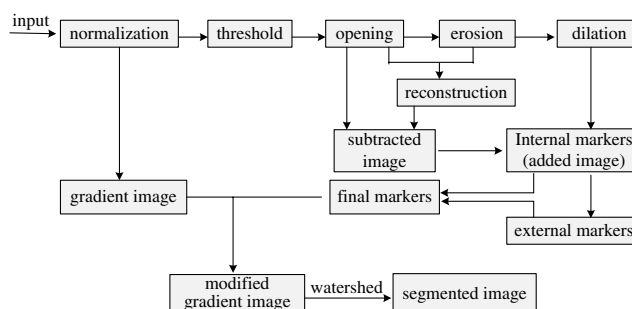 input
normalization
threshold
opening
erosion
dilation
reconstruction
subtracted
image
Internal markers
(added image)
gradient image
final markers
external markers
modified
gradient image
watershed
segmented image